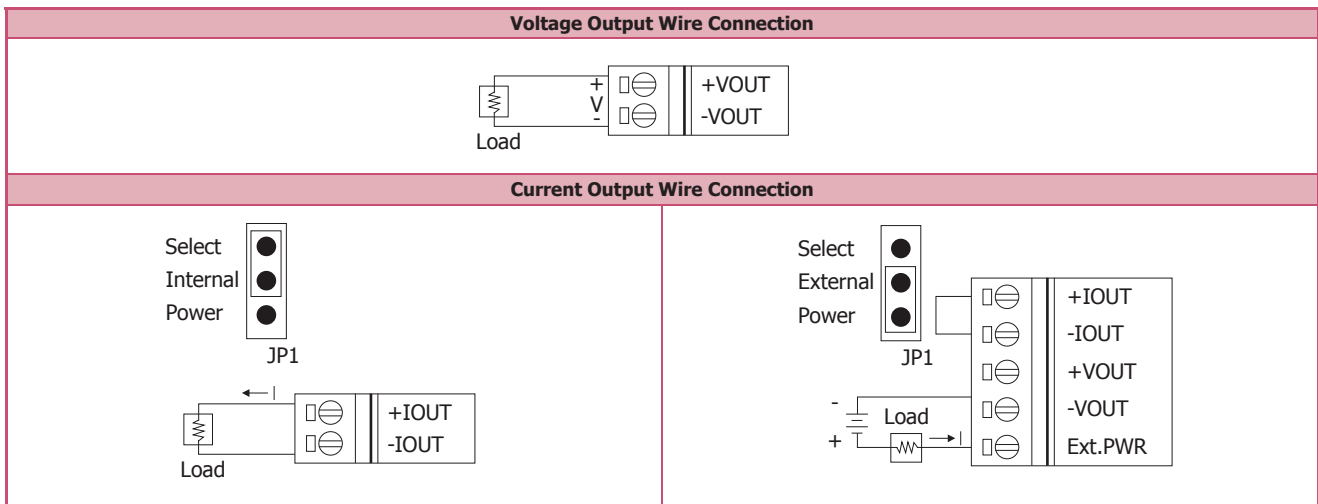 Voltage Output Wire Connection
+ +VOUT
V
- -VOUT
Load
Current Output Wire Connection
Select
Internal
Power
JP1
I
+IOUT
-IOUT
Load
Select
External
Power
JP1
+IOUT
-IOUT
+VOUT
-VOUT
Ext.PWR
-
+
Load
I